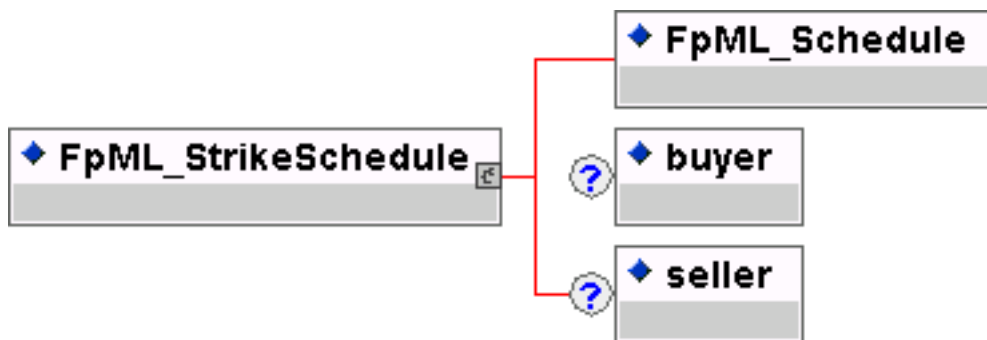 FpML_Schedule
FpML_StrikeSchedule
?
buyer
?
seller